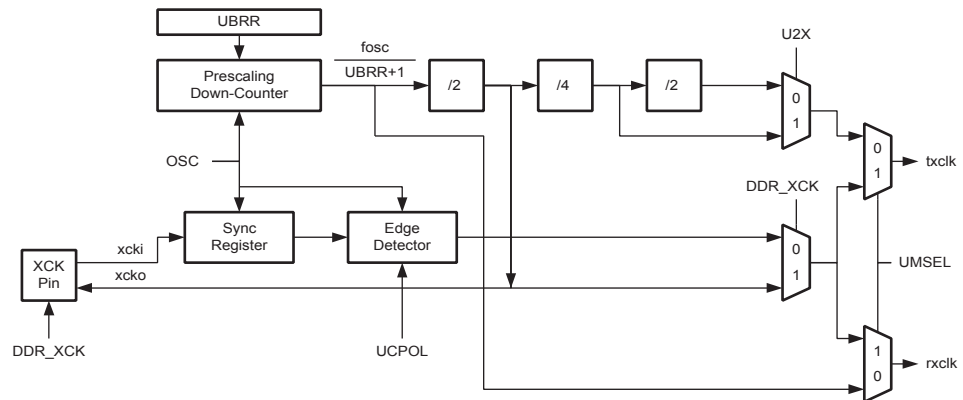 UBRR
fosc
U2X
Prescaling
Down-Counter
UBRR+1
/2
/4
/2
0
1
OSC
0
1
txclk
DDR_XCK
Sync
Register
Edge
Detector
xcki
0
1
XCK
Pin
xcko
UMSEL
DDR_XCK
UCPOL
1
0
rxclk